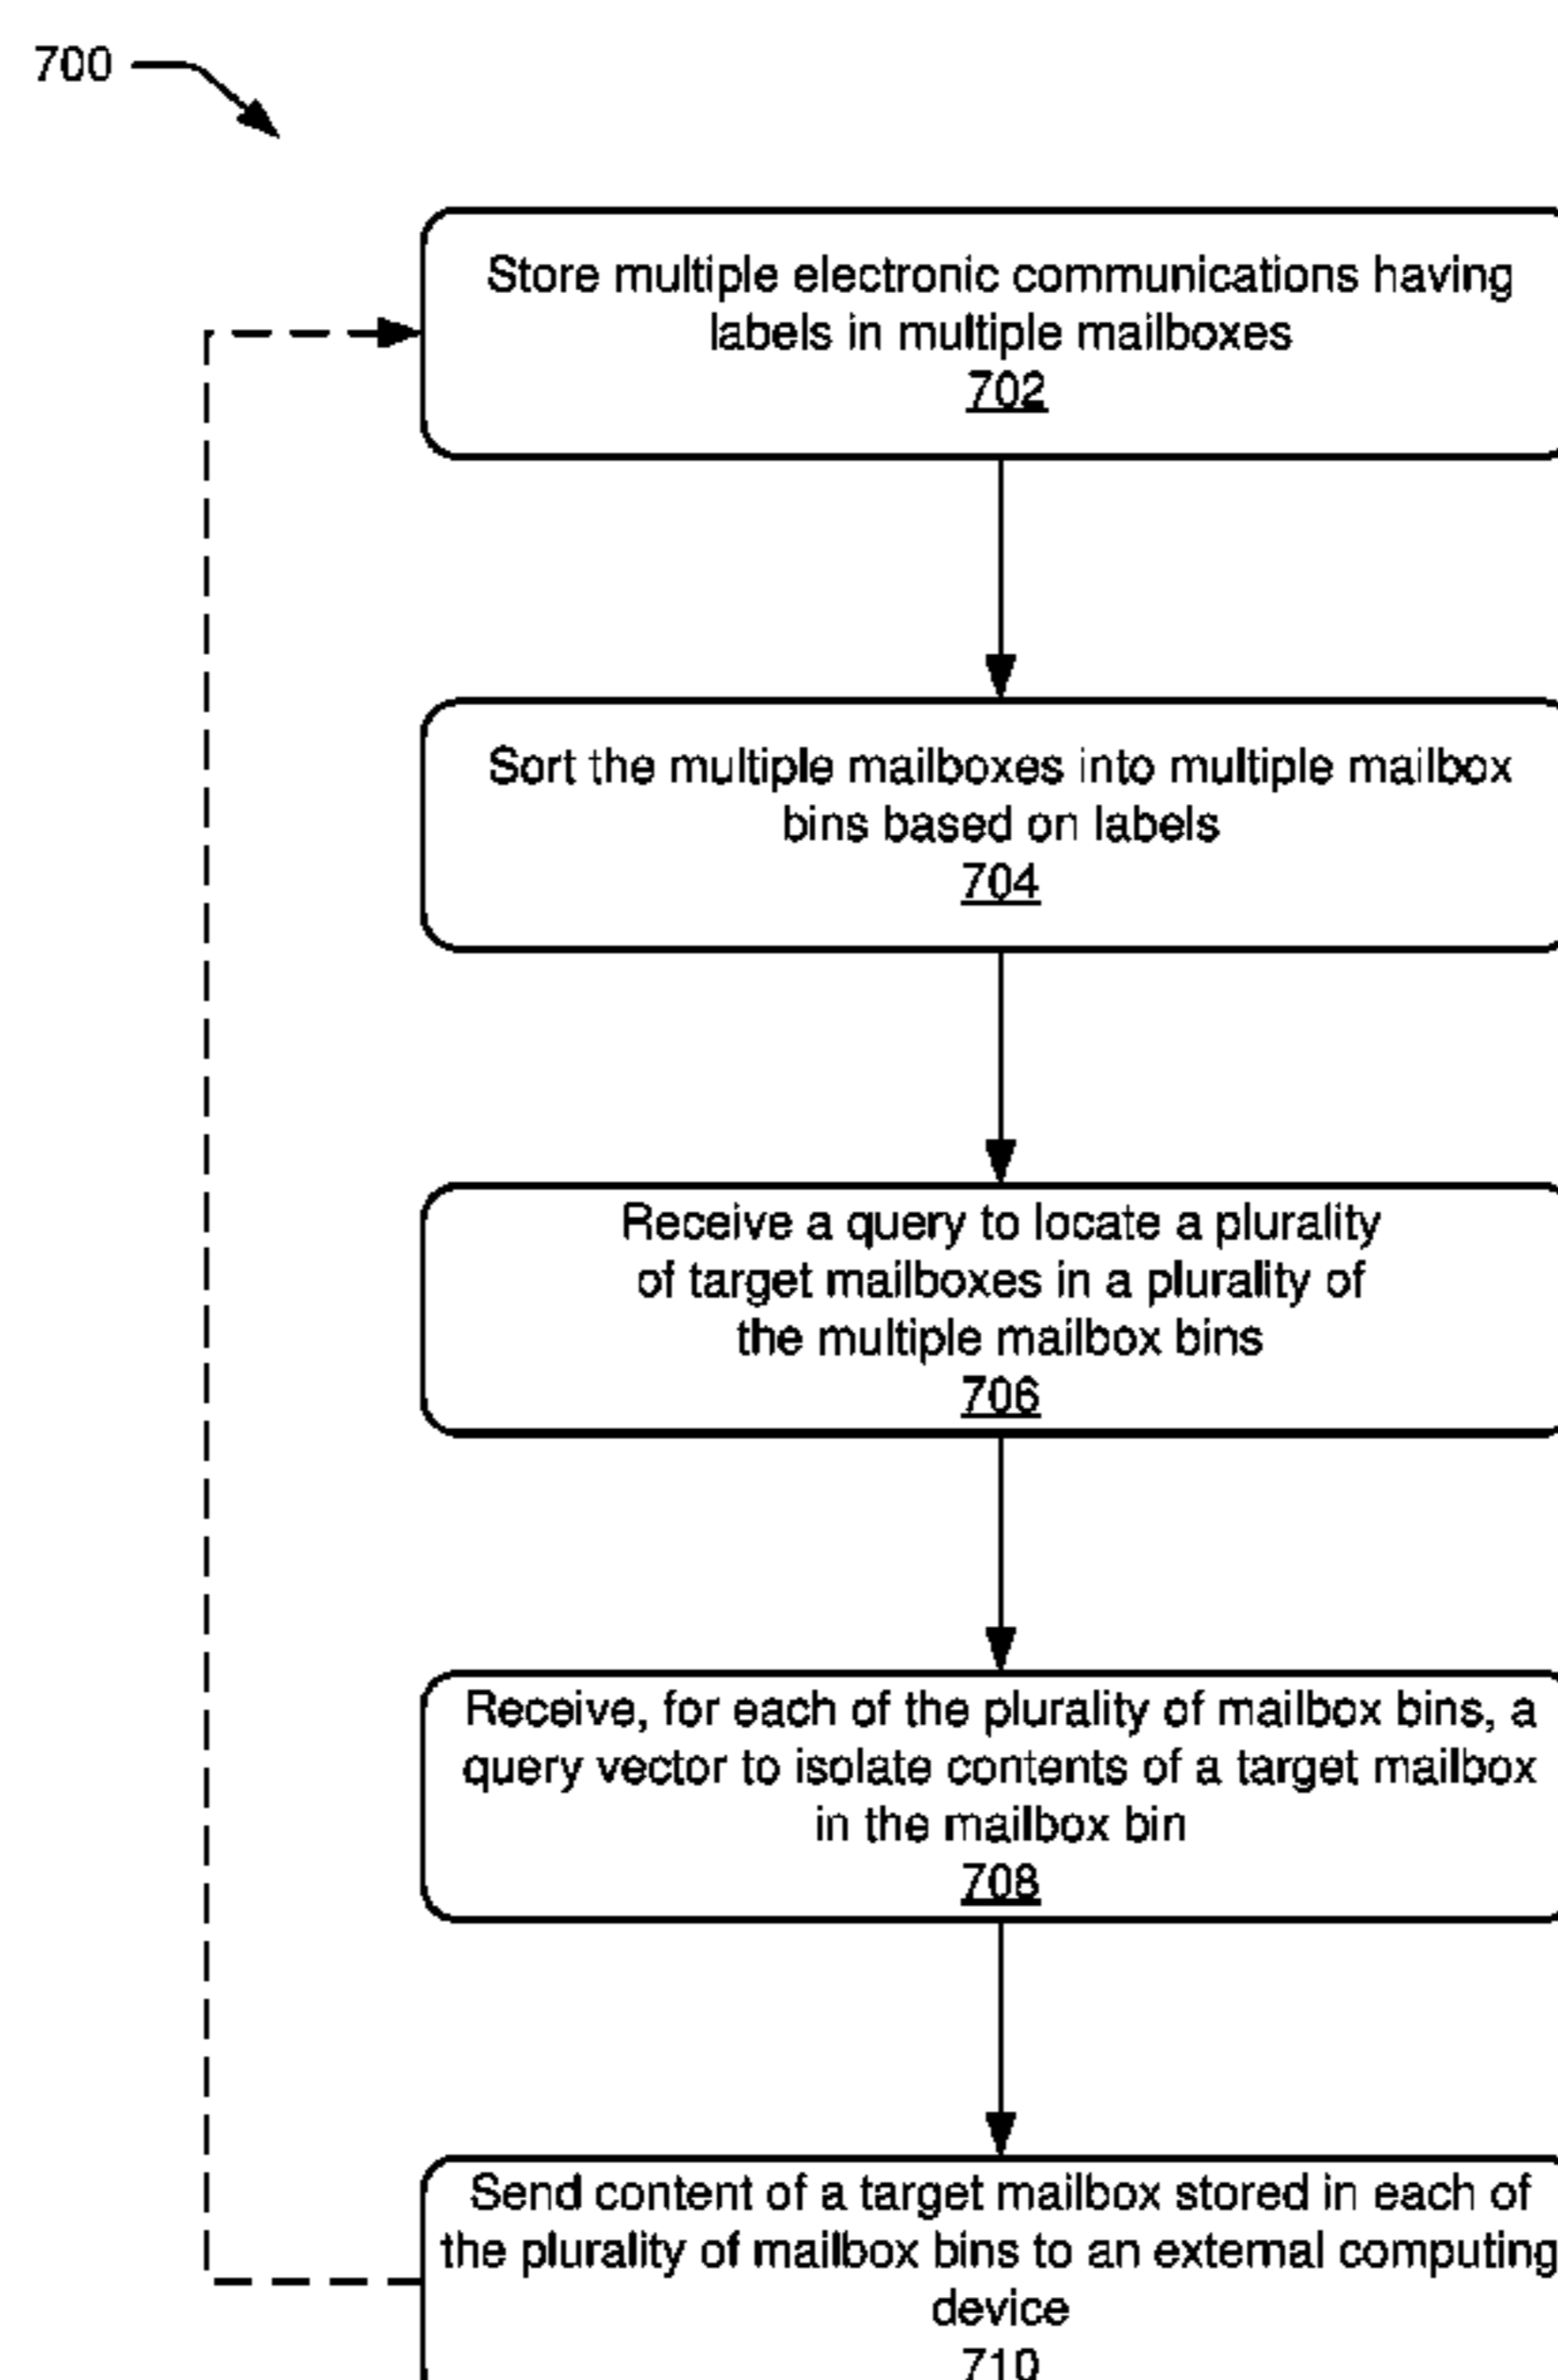 700
Store multiple electronic communications having
labels in multiple mailboxes
702
Sort the multiple mailboxes into multiple mailbox
bins based on labels
704
Receive a query to locate a plurality
of target mailboxes in a plurality of
the multiple mailbox bins
706
Receive, for each of the plurality of mailbox bins, a
query vector to isolate contents of a target mailbox
in the mailbox bin
708
Send content of a target mailbox stored in each of
the plurality of mailbox bins to an external computing
device
710